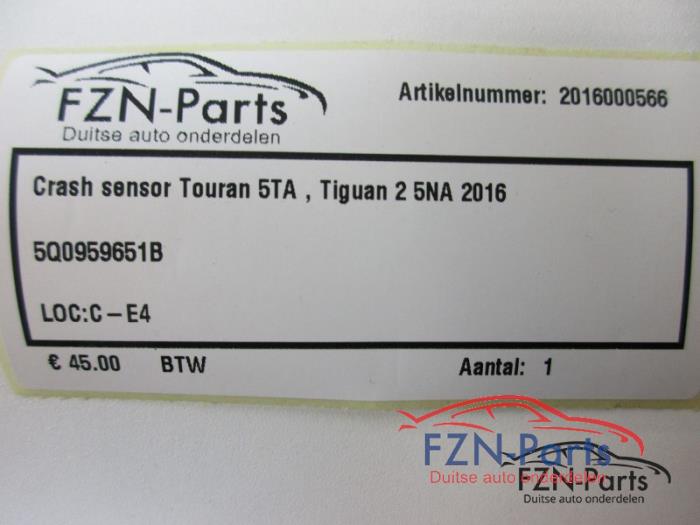 FZN-Parts
Duitse auto onderdelen
Artikelnummer: 2016000566
Crash sensor Touran 5TA , Tiguan 2 5NA 2016
5Q0959651B
LOC:C-E4
€ 45.00 BTW Aantal: 1
FZN-Parts
Duitse auto onderdelen
FZN-Parts
Duitse auto onderdelen